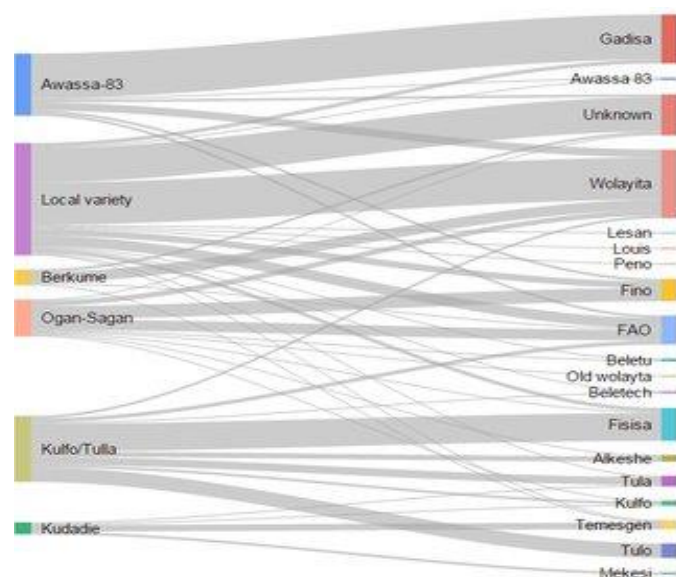 Awassa-83
Local variety
Berkume
Ogan-Sagan
Kulfo/Tulla
Kudadie
Gadisa
Awassa 83
Unknown
Wolayita
Lesan
Louis
Peno
Fino
FAO
Beletu
Old wolayta
Beletech
Fisisa
Alkeshe
Tula
Kulfo
Temesgen
Tulo
Mekesi